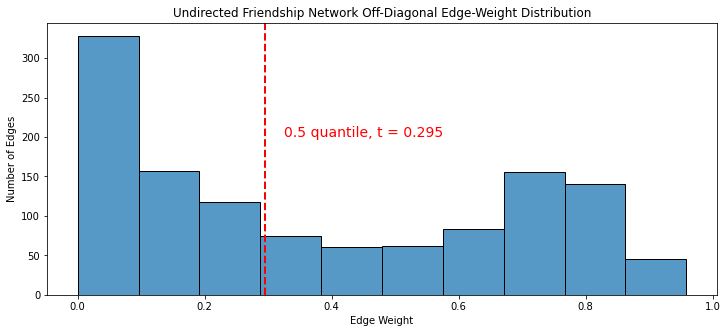 Undirected Friendship Network Off-Diagonal Edge-Weight Distribution
Number of Edges
300
250
200
150
100
50
0
0.5 quantile, t = 0.295
0.0 0.2 0.4 0.6 0.8 1.0
Edge Weight